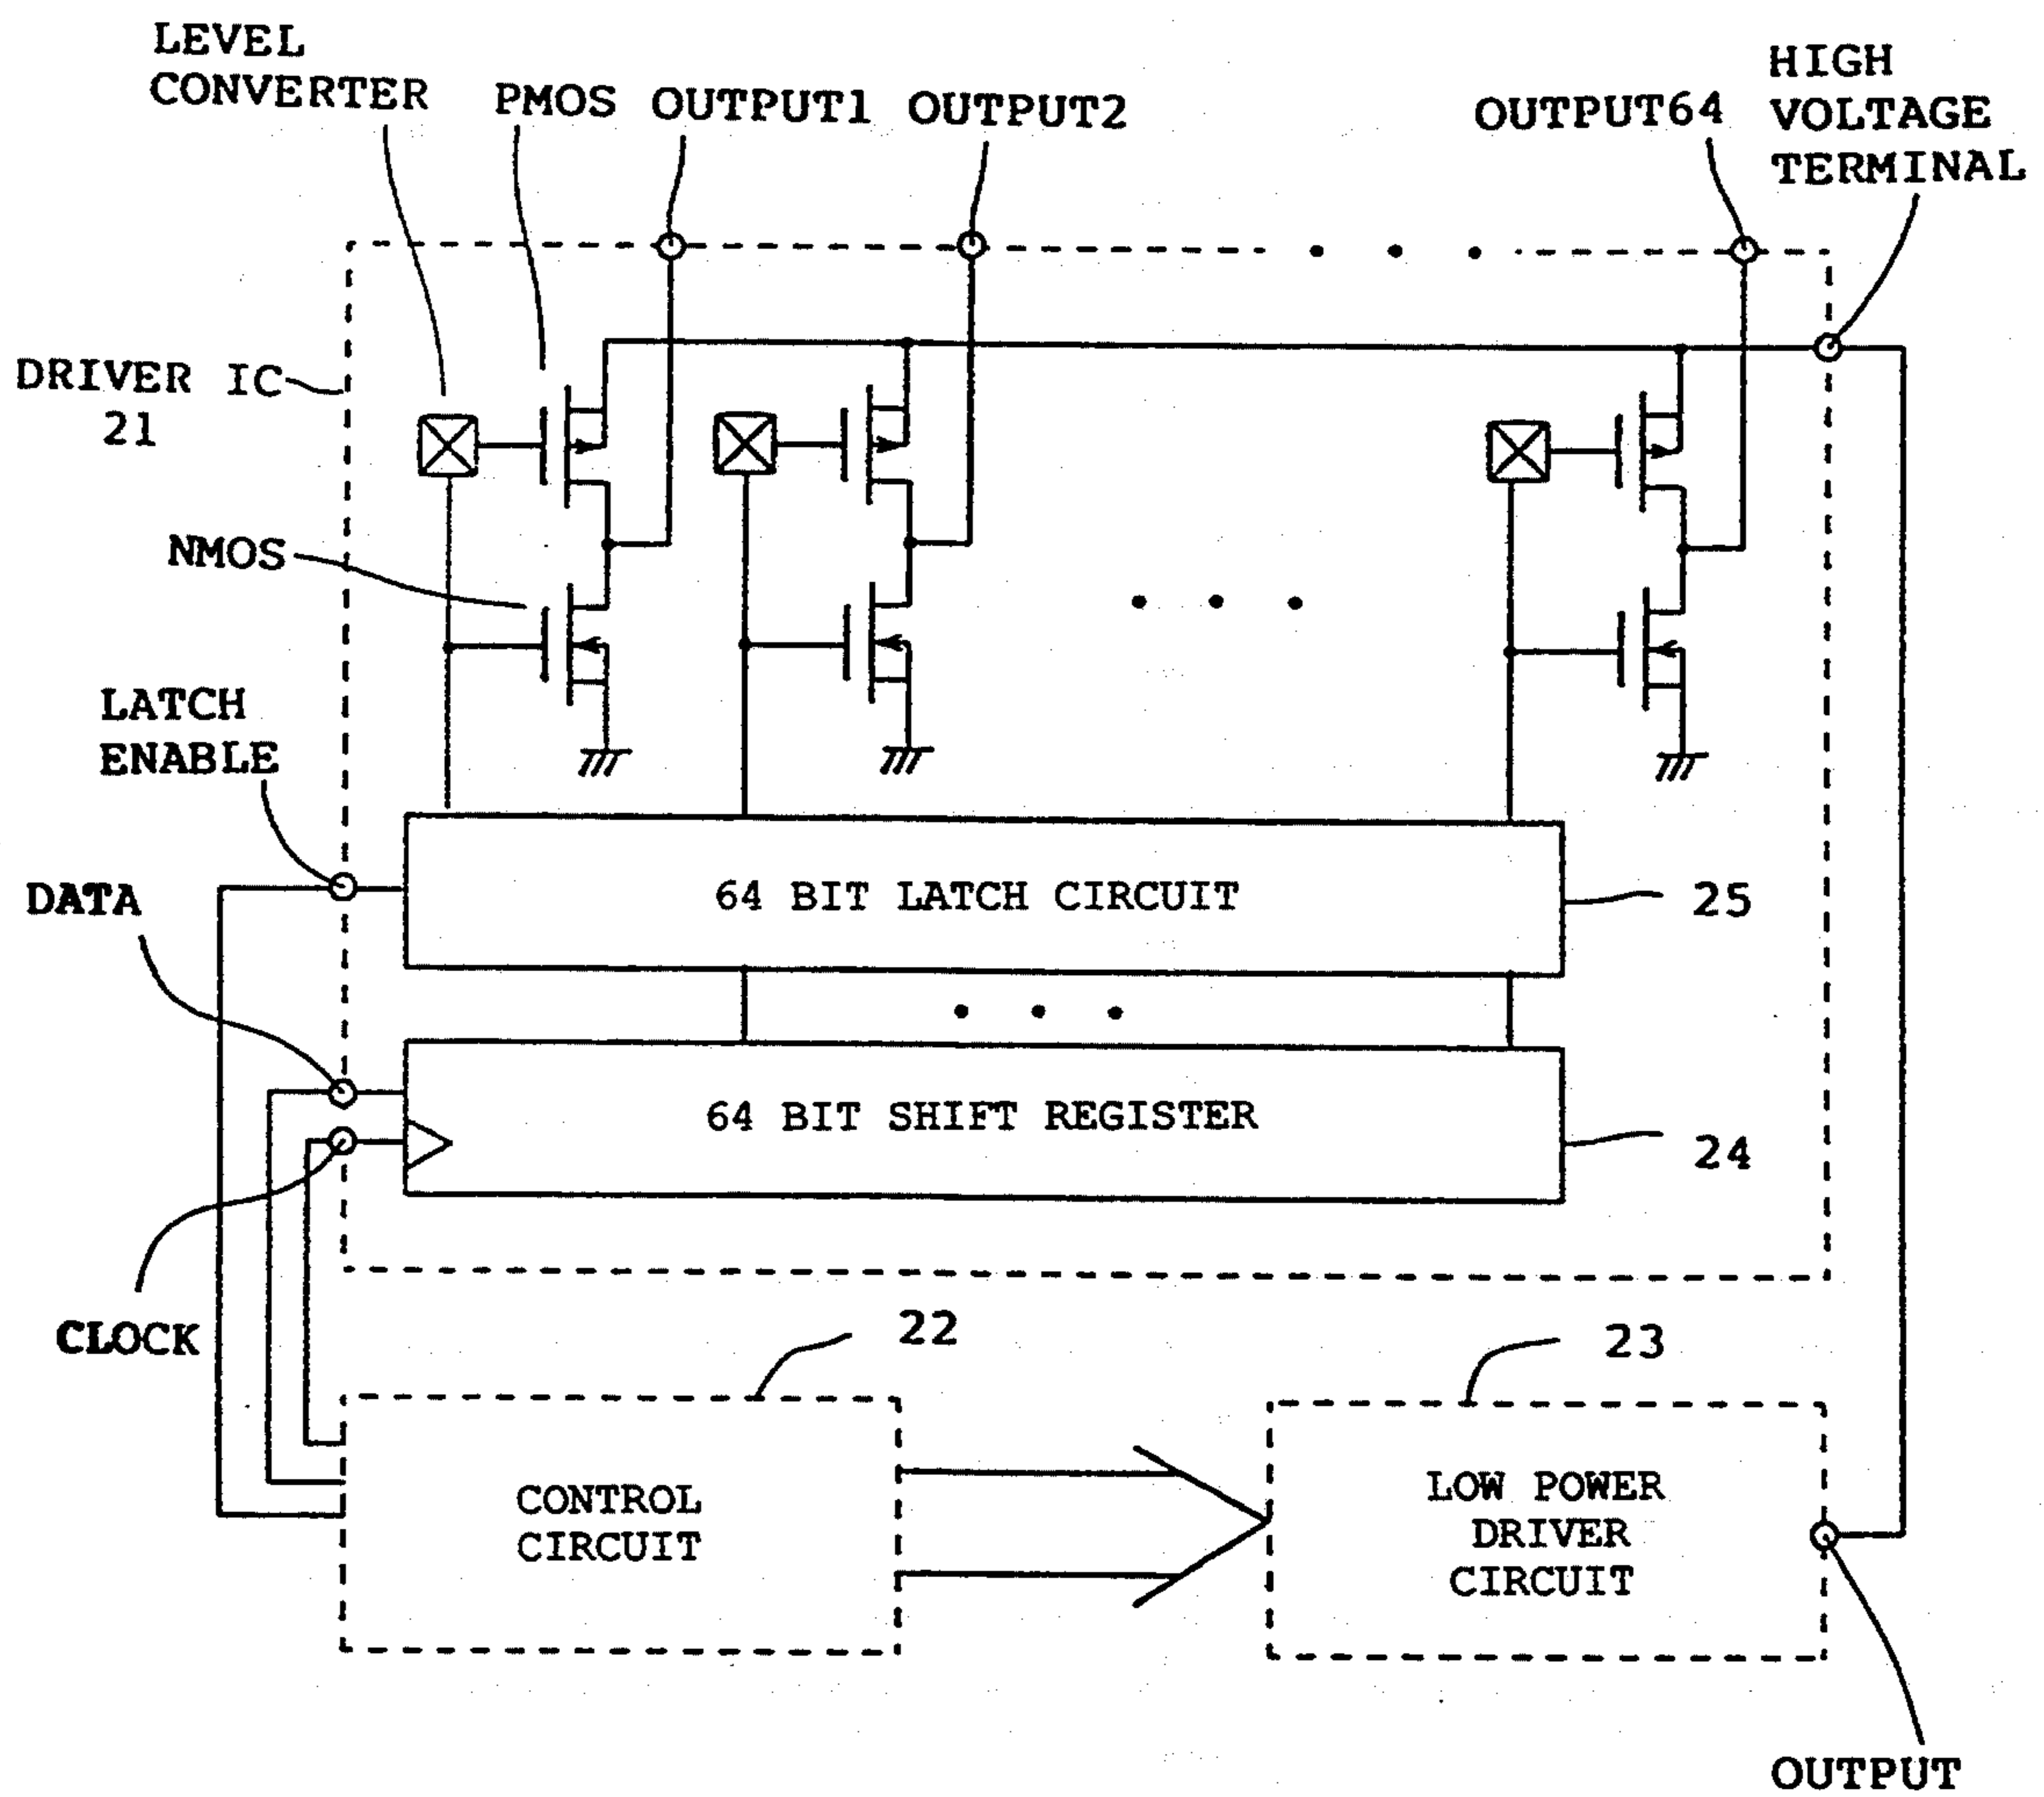 LEVEL
CONVERTER
PMOS
OUTPUT1
OUTPUT2
OUTPUT64
HIGH
VOLTAGE
TERMINAL
DRIVER IC
21
NMOS
LATCH
ENABLE
64 BIT LATCH CIRCUIT
25
DATA
64 BIT SHIFT REGISTER
24
CLOCK
22
23
CONTROL
CIRCUIT
LOW POWER
DRIVER
CIRCUIT
OUTPUT